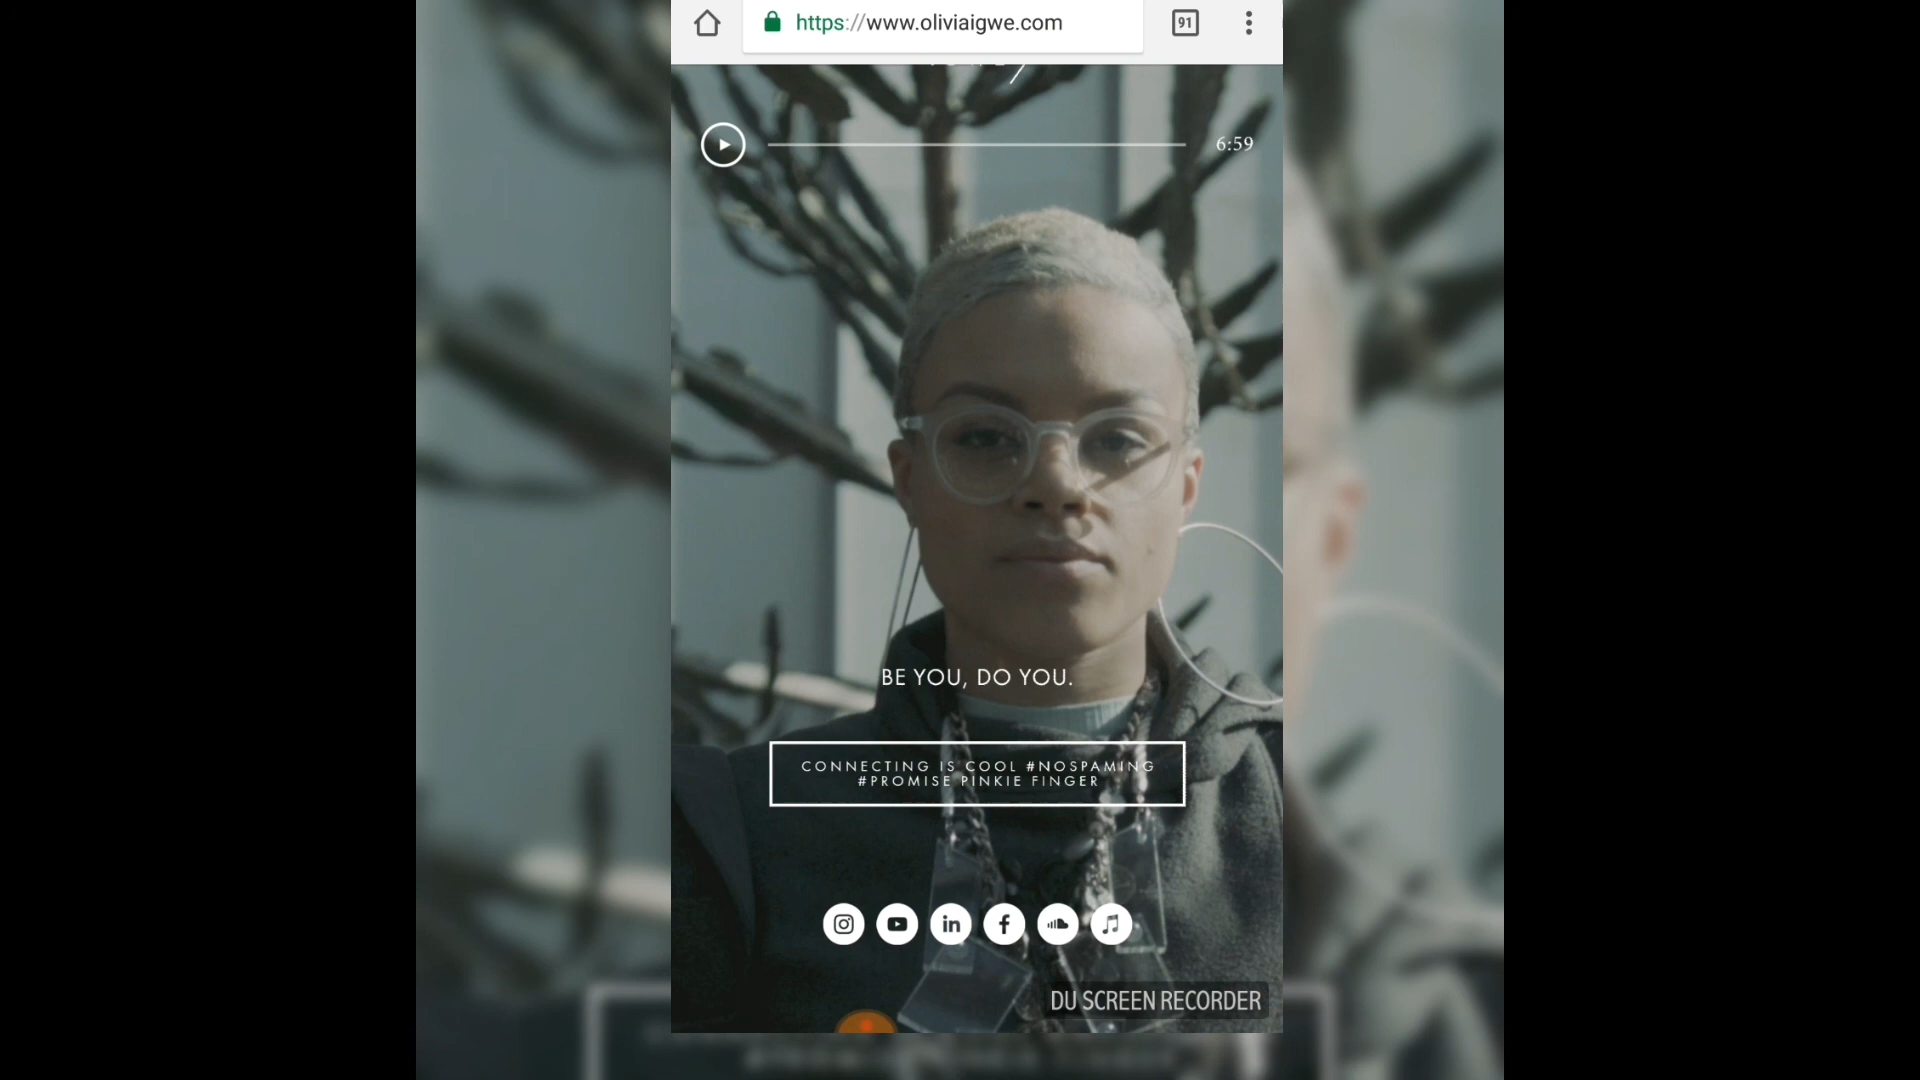 https://www.oliviaigwe.com
91
6:59
BE YOU, DO YOU.
CONNECTING IS COOL #NOSPAMING
#PROMISE PINKIE FINGER
in
f
DU SCREEN RECORDER